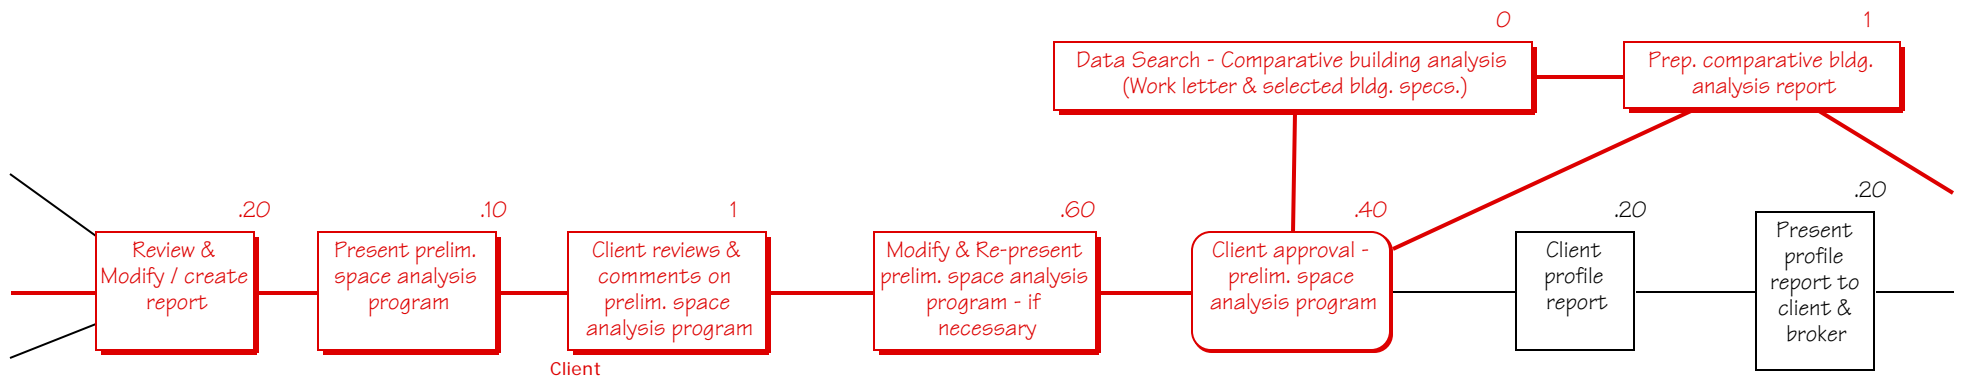 0
Data Search - Comparative building analysis
(Work letter & selected bldg. specs.)
1
Prep. comparative bldg.
analysis report
.20
Review &
Modify / create
report
.10
Present prelim.
space analysis
program
1
Client reviews &
comments on
prelim. space
analysis program
Client
.60
Modify & Re-present
prelim. space analysis
program - if
necessary
.40
Client approval -
prelim. space
analysis program
.20
Client
profile
report
.20
Present
profile
report to
client &
broker